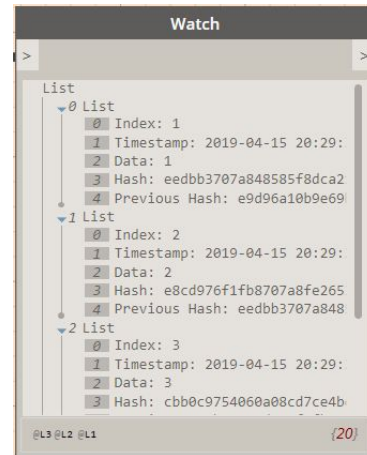 Watch
> >
List
0 List
0 Index: 1
1 Timestamp: 2019-04-15 20:29:
2 Data: 1
3 Hash: eedbb3707a848585f8dca2
4 Previous Hash: e9d96a10b9e69
1 List
0 Index: 2
1 Timestamp: 2019-04-15 20:29:
2 Data: 2
3 Hash: e8cd976f1fb8707a8fe265
4 Previous Hash: eedbb3707a848
2 List
0 Index: 3
1 Timestamp: 2019-04-15 20:29:
2 Data: 3
3 Hash: cbb0c9754060a08cd7ce4b
@L3 @L2 @L1 {20}